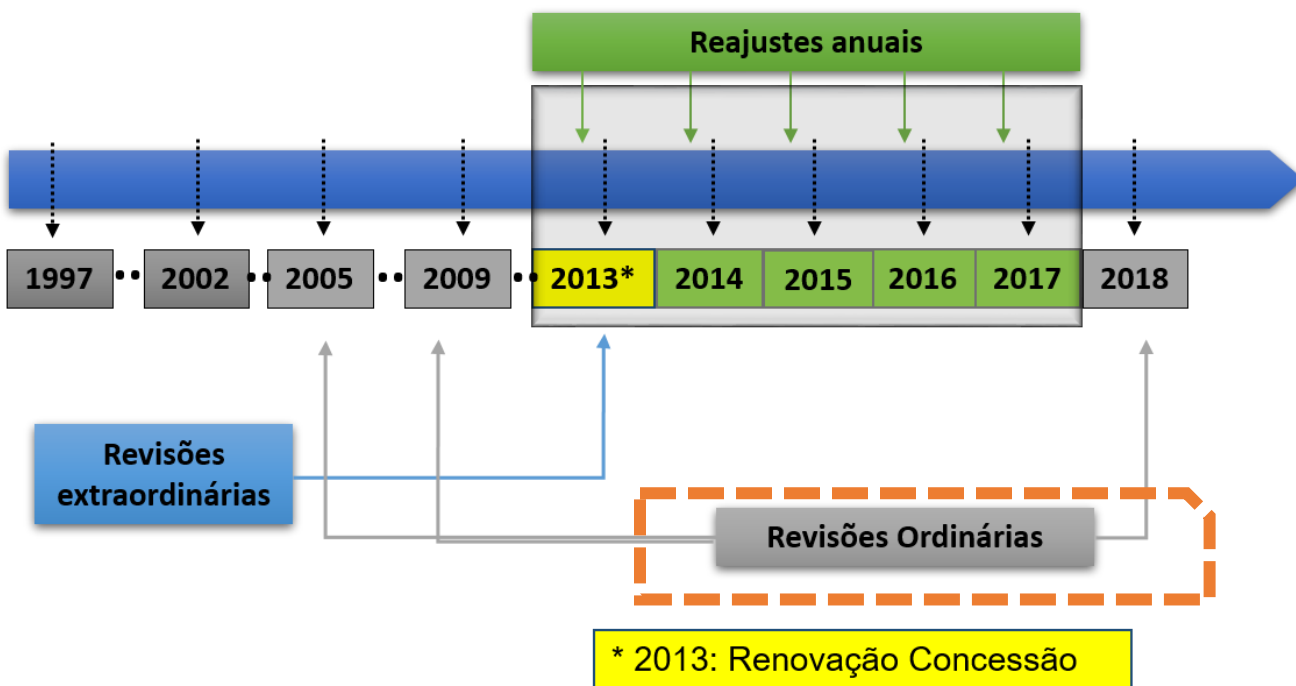 Reajustes anuais
1997
2002
2005
2009
2013*
2014
2015
2016
2017
2018
Revisões
extraordinárias
Revisões Ordinárias
* 2013: Renovação Concessão